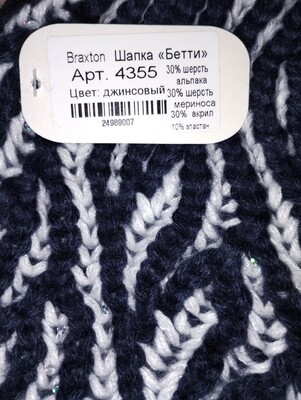 Braxton Шапка «Бетти»
Арт. 4355 30% шерсть
альпака
Цвет: джинсовый 30% шерсть
мериноса
30% акрил
24989007 10% эластан